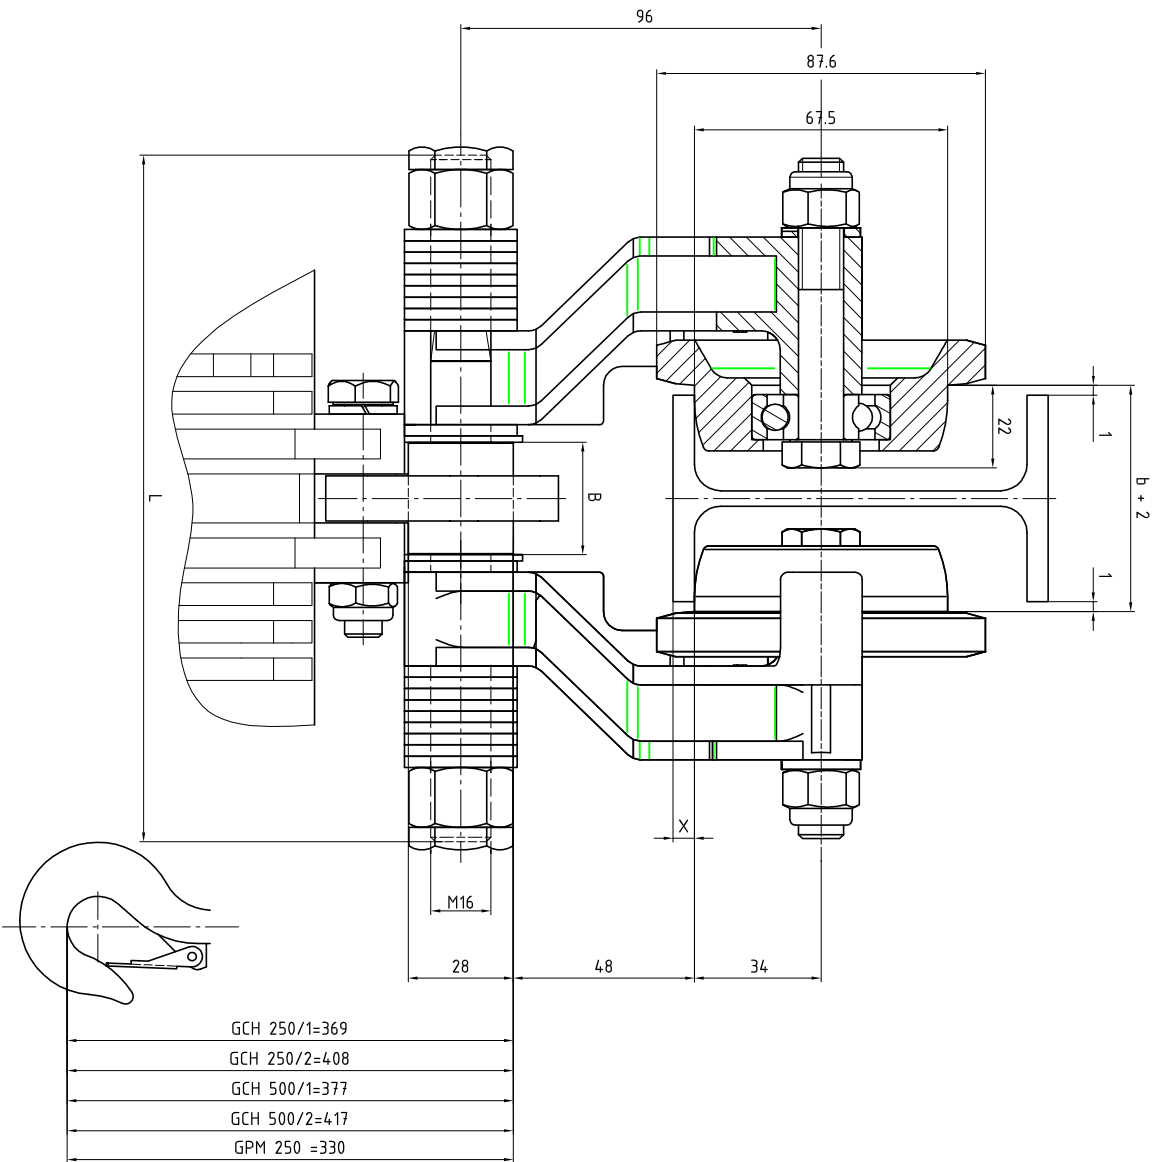 96
87.6
67.5
22
1
b + 2
L
B
1
X
M16
28
48
34
GCH 250/1=369
GCH 250/2=408
GCH 500/1=377
GCH 500/2=417
GPM 250 =330